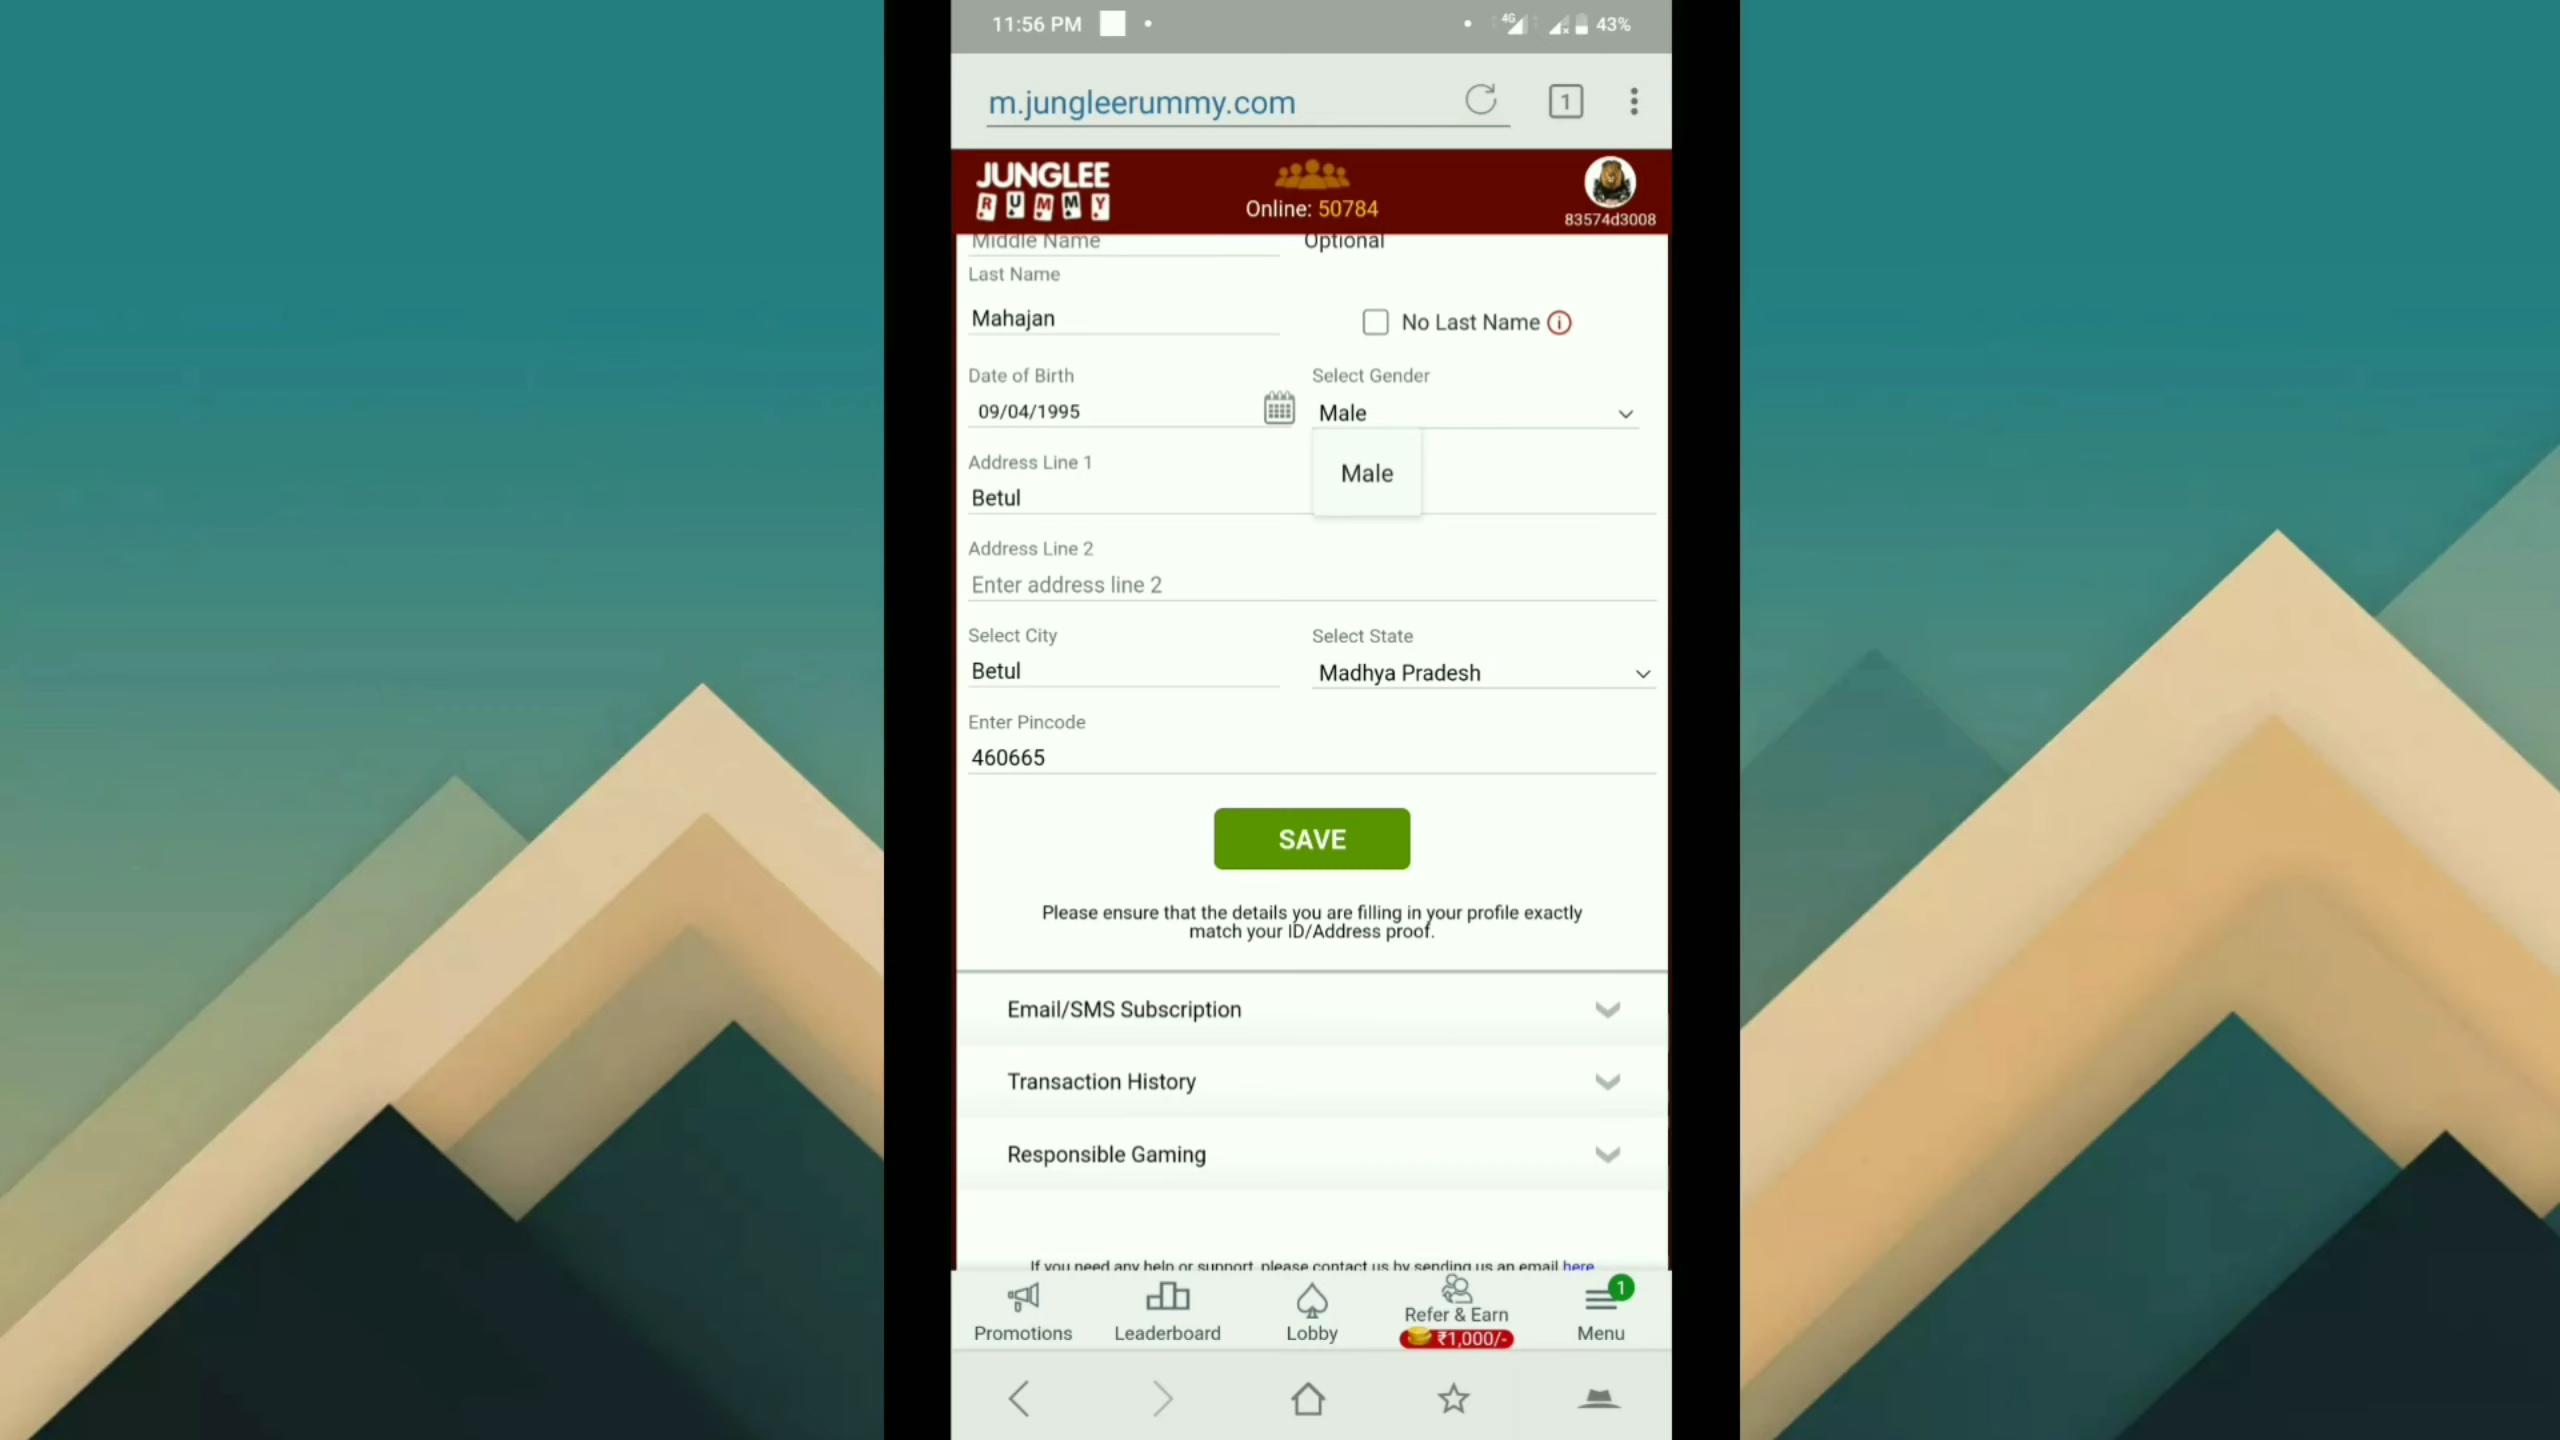 11:56 PM
4G
43%
m.jungleerummy.com
1
JUNGLEE
RUMMY
Online: 50784
83574d3008
Middle Name
Optional
Last Name
Mahajan
No Last Name
Date of Birth
Select Gender
09/04/1995
Male
Male
Address Line 1
Betul
Address Line 2
Enter address line 2
Select City
Select State
Betul
Madhya Pradesh
Enter Pincode
460665
SAVE
Please ensure that the details you are filling in your profile exactly
match your ID/Address proof.
Email/SMS Subscription
Transaction History
Responsible Gaming
If you need any help or support, please contact us by sending us an email here
Promotions
Leaderboard
Lobby
Refer & Earn
₹1,000/-
1
Menu